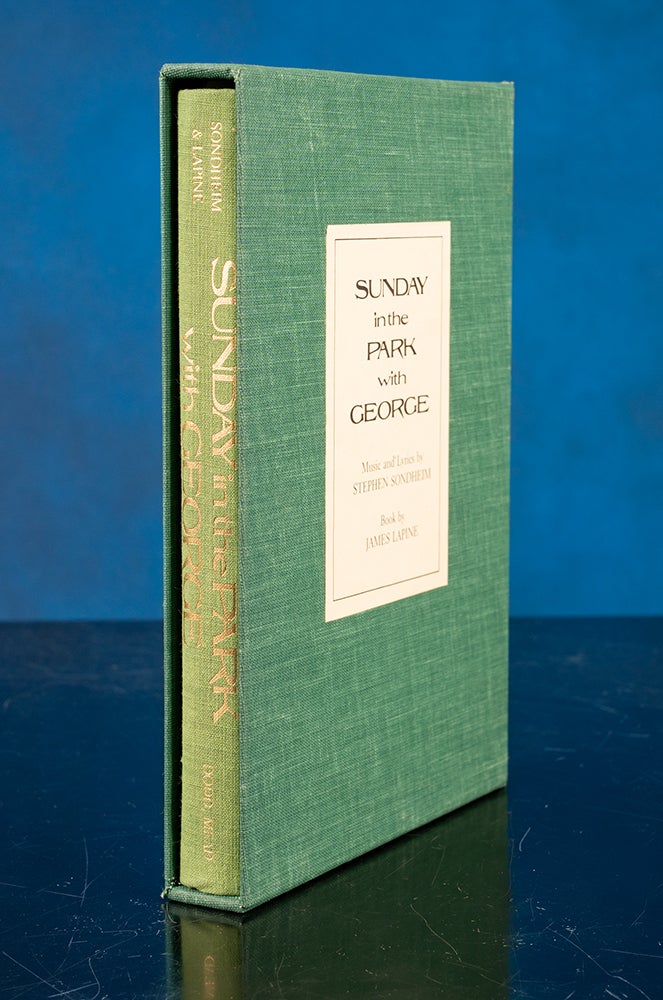 SONDHEIM
& LAPINE
SUNDAY in the PARK
with GEORGE
DODD, MEAD
SUNDAY
in the
PARK
with
GEORGE
Music and Lyrics by
STEPHEN SONDHEIM
Book by
JAMES LAPINE